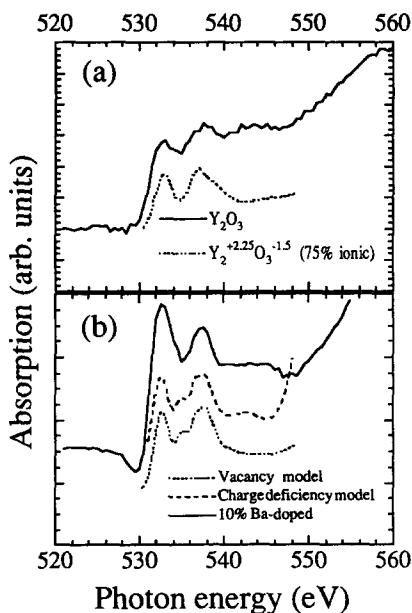 520 530 540 550 560
(a)
Y₂O₃
Y₂⁺²·²⁵O₃⁻¹·⁵ (75% ionic)
Absorption (arb. units)
(b)
Vacancy model
Charge deficiency model
10% Ba-doped
520 530 540 550 560
Photon energy (eV)